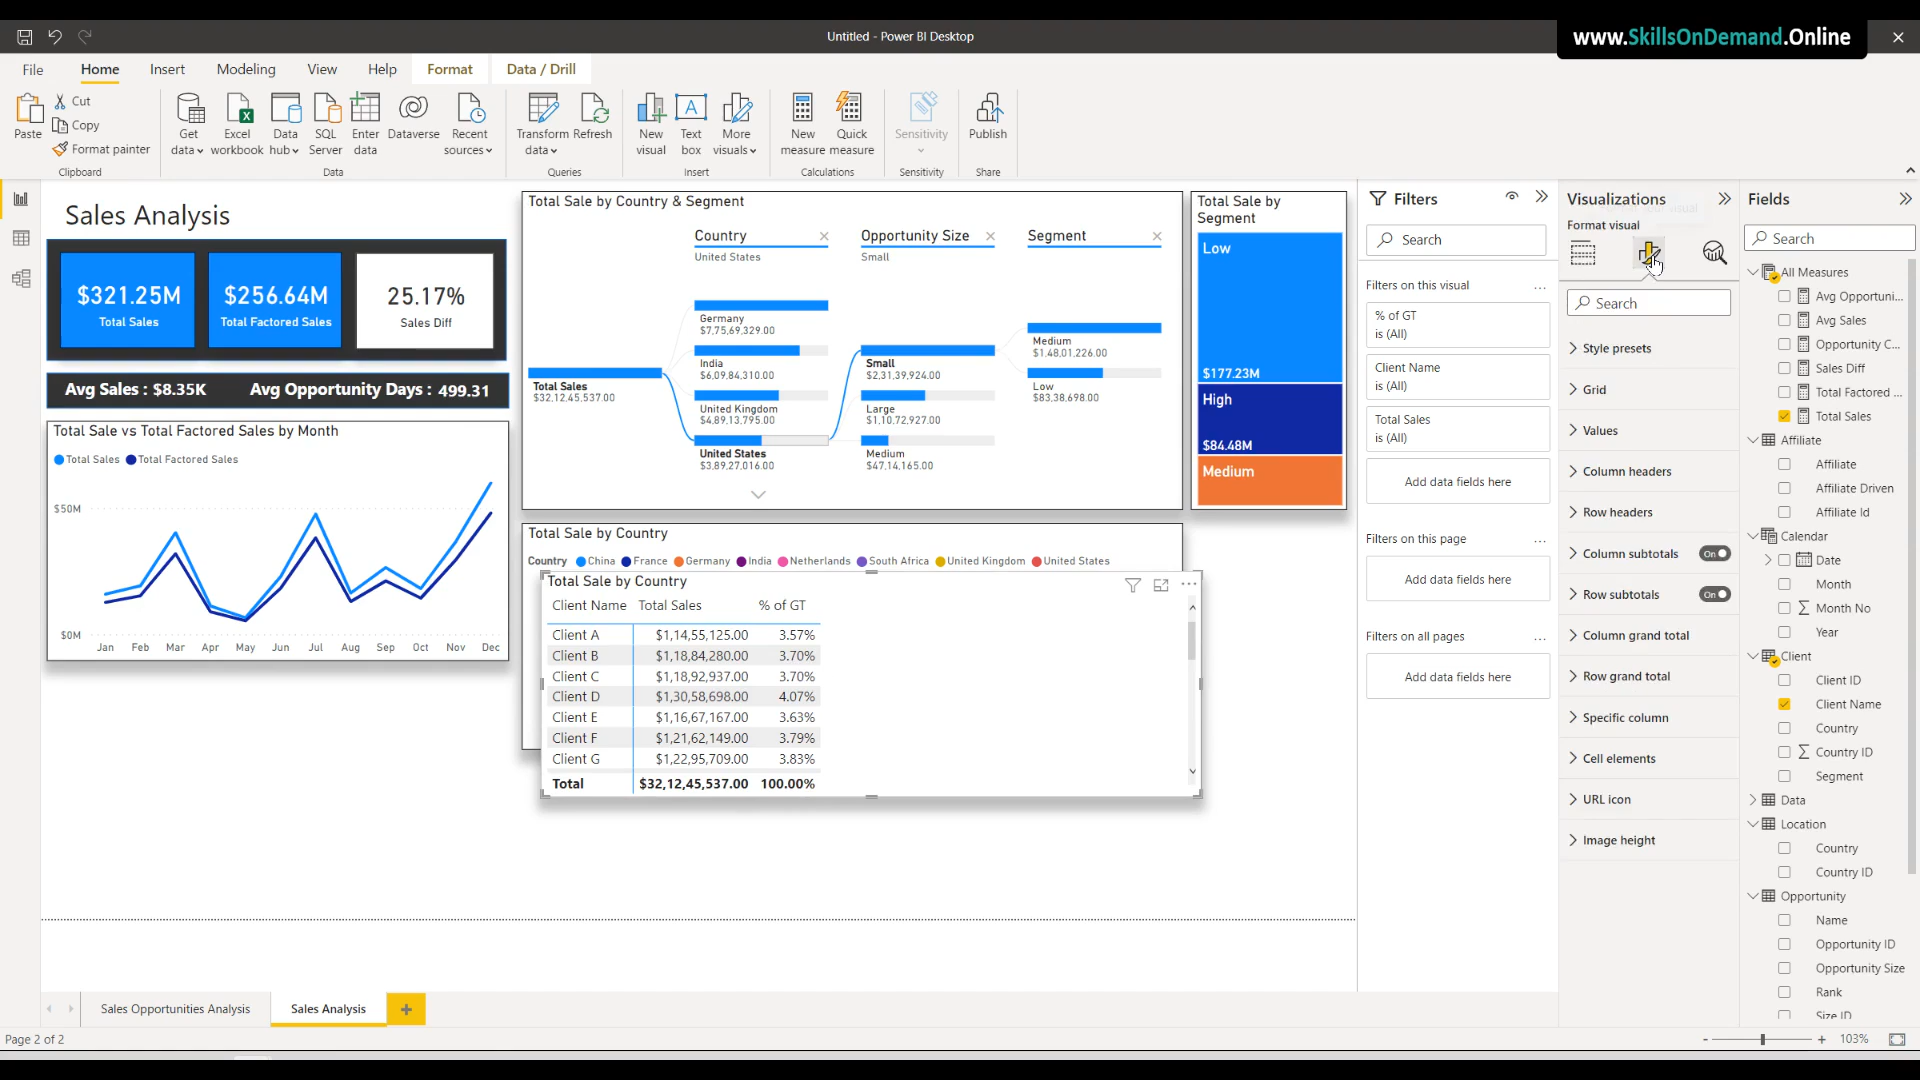 Untitled - Power BI Desktop
www.SkillsOnDemand.Online
File Home Insert Modeling View Help Format Data / Drill
Paste
Cut
Copy
Format painter
Clipboard
Get data
Excel workbook
Data hub
SQL Server
Enter data
Dataverse
Recent sources
Data
Transform data
Refresh
Queries
New visual
Text box
More visuals
Insert
New measure
Quick measure
Calculations
Sensitivity
Sensitivity
Publish
Share
Sales Analysis
$321.25M
Total Sales
$256.64M
Total Factored Sales
25.17%
Sales Diff
Avg Sales : $8.35K Avg Opportunity Days : 499.31
Total Sale vs Total Factored Sales by Month
Total Sales Total Factored Sales
$50M
$0M
Jan Feb Mar Apr May Jun Jul Aug Sep Oct Nov Dec
Total Sale by Country & Segment
Country
United States
Opportunity Size
Small
Segment
Total Sales
$32,12,45,537.00
Germany
$7,75,69,329.00
India
$6,09,84,310.00
United Kingdom
$4,89,13,795.00
United States
$3,89,27,016.00
Small
$2,31,39,924.00
Large
$1,10,72,927.00
Medium
$47,14,165.00
Medium
$1,48,01,226.00
Low
$83,38,698.00
Total Sale by
Segment
Low
$177.23M
High
$84.48M
Medium
Total Sale by Country
Country China France Germany India Netherlands South Africa United Kingdom United States
Total Sale by Country
Client Name Total Sales % of GT
Client A $1,14,55,125.00 3.57%
Client B $1,18,84,280.00 3.70%
Client C $1,18,92,937.00 3.70%
Client D $1,30,58,698.00 4.07%
Client E $1,16,67,167.00 3.63%
Client F $1,21,62,149.00 3.79%
Client G $1,22,95,709.00 3.83%
Total $32,12,45,537.00 100.00%
Filters
Search
Filters on this visual ...
% of GT
is (All)
Client Name
is (All)
Total Sales
is (All)
Add data fields here
Filters on this page ...
Add data fields here
Filters on all pages ...
Add data fields here
Visualizations
Format visual
Search
Style presets
Grid
Values
Column headers
Row headers
Column subtotals On
Row subtotals On
Column grand total
Row grand total
Specific column
Cell elements
URL icon
Image height
Fields
Search
All Measures
Avg Opportuni...
Avg Sales
Opportunity C...
Sales Diff
Total Factored ...
Total Sales
Affiliate
Affiliate
Affiliate Driven
Affiliate Id
Calendar
Date
Month
Month No
Year
Client
Client ID
Client Name
Country
Country ID
Segment
Data
Location
Country
Country ID
Opportunity
Name
Opportunity ID
Opportunity Size
Rank
Size ID
Sales Opportunities Analysis Sales Analysis +
Page 2 of 2
- + 103%